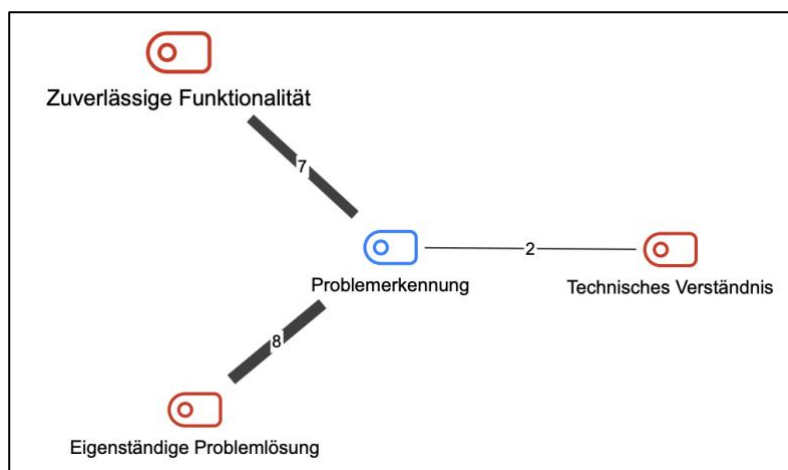 Zuverlässige Funktionalität
7
Problemerkennung
2
Technisches Verständnis
8
Eigenständige Problemlösung